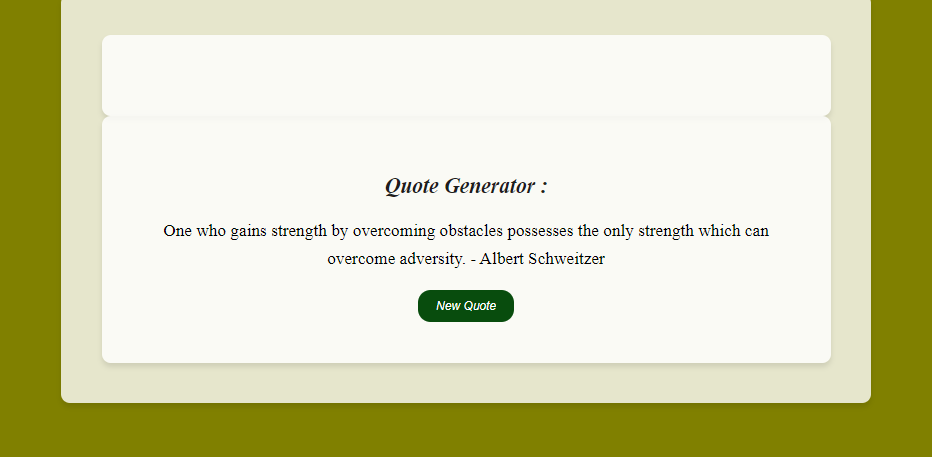 Quote Generator :
One who gains strength by overcoming obstacles possesses the only strength which can
overcome adversity. - Albert Schweitzer
New Quote